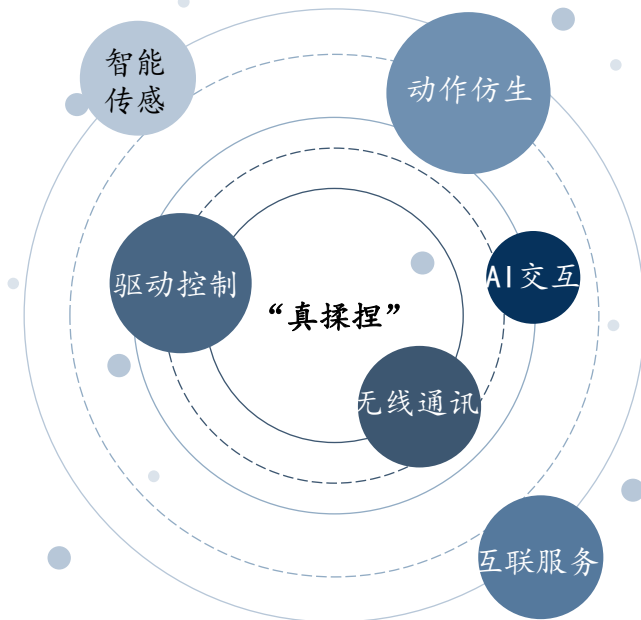 智能
传感
动作仿生
驱动控制
AI交互
“真揉捏”
无线通讯
互联服务